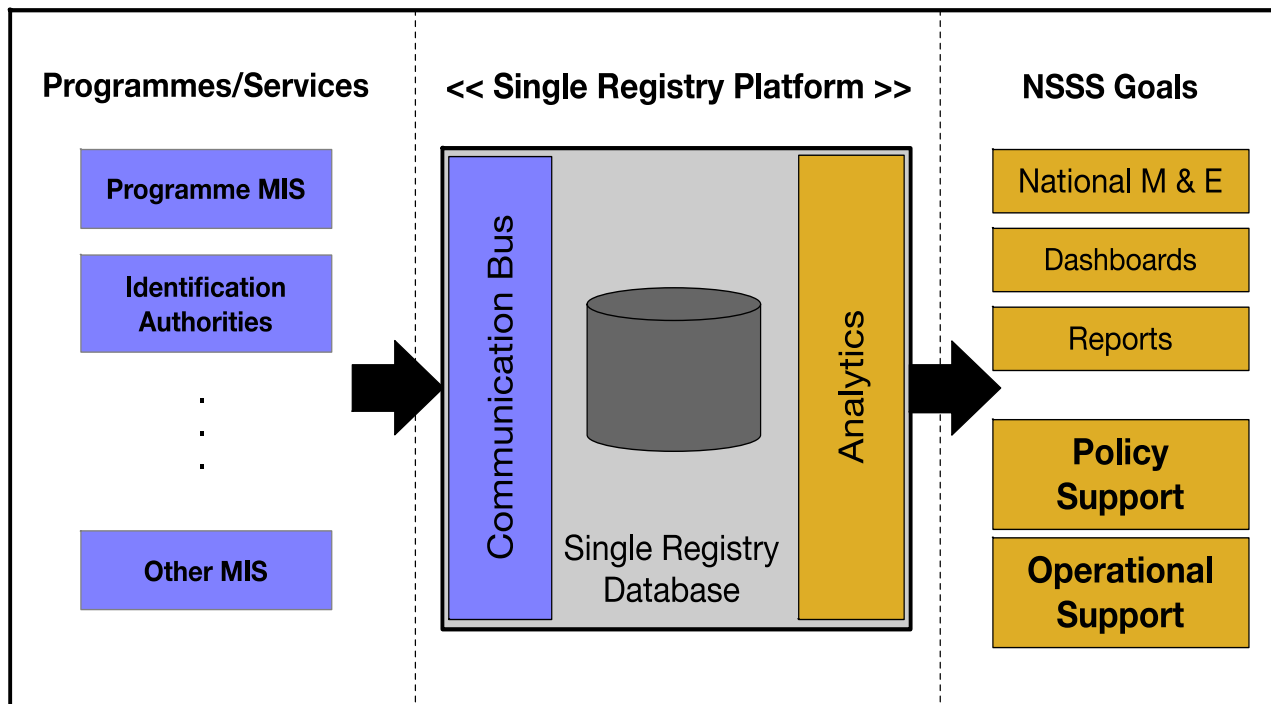 Programmes/Services
Programme MIS
Identification
Authorities
.
.
.
Other MIS
<< Single Registry Platform >>
Communication Bus
Single Registry
Database
Analytics
NSSS Goals
National M & E
Dashboards
Reports
Policy
Support
Operational
Support